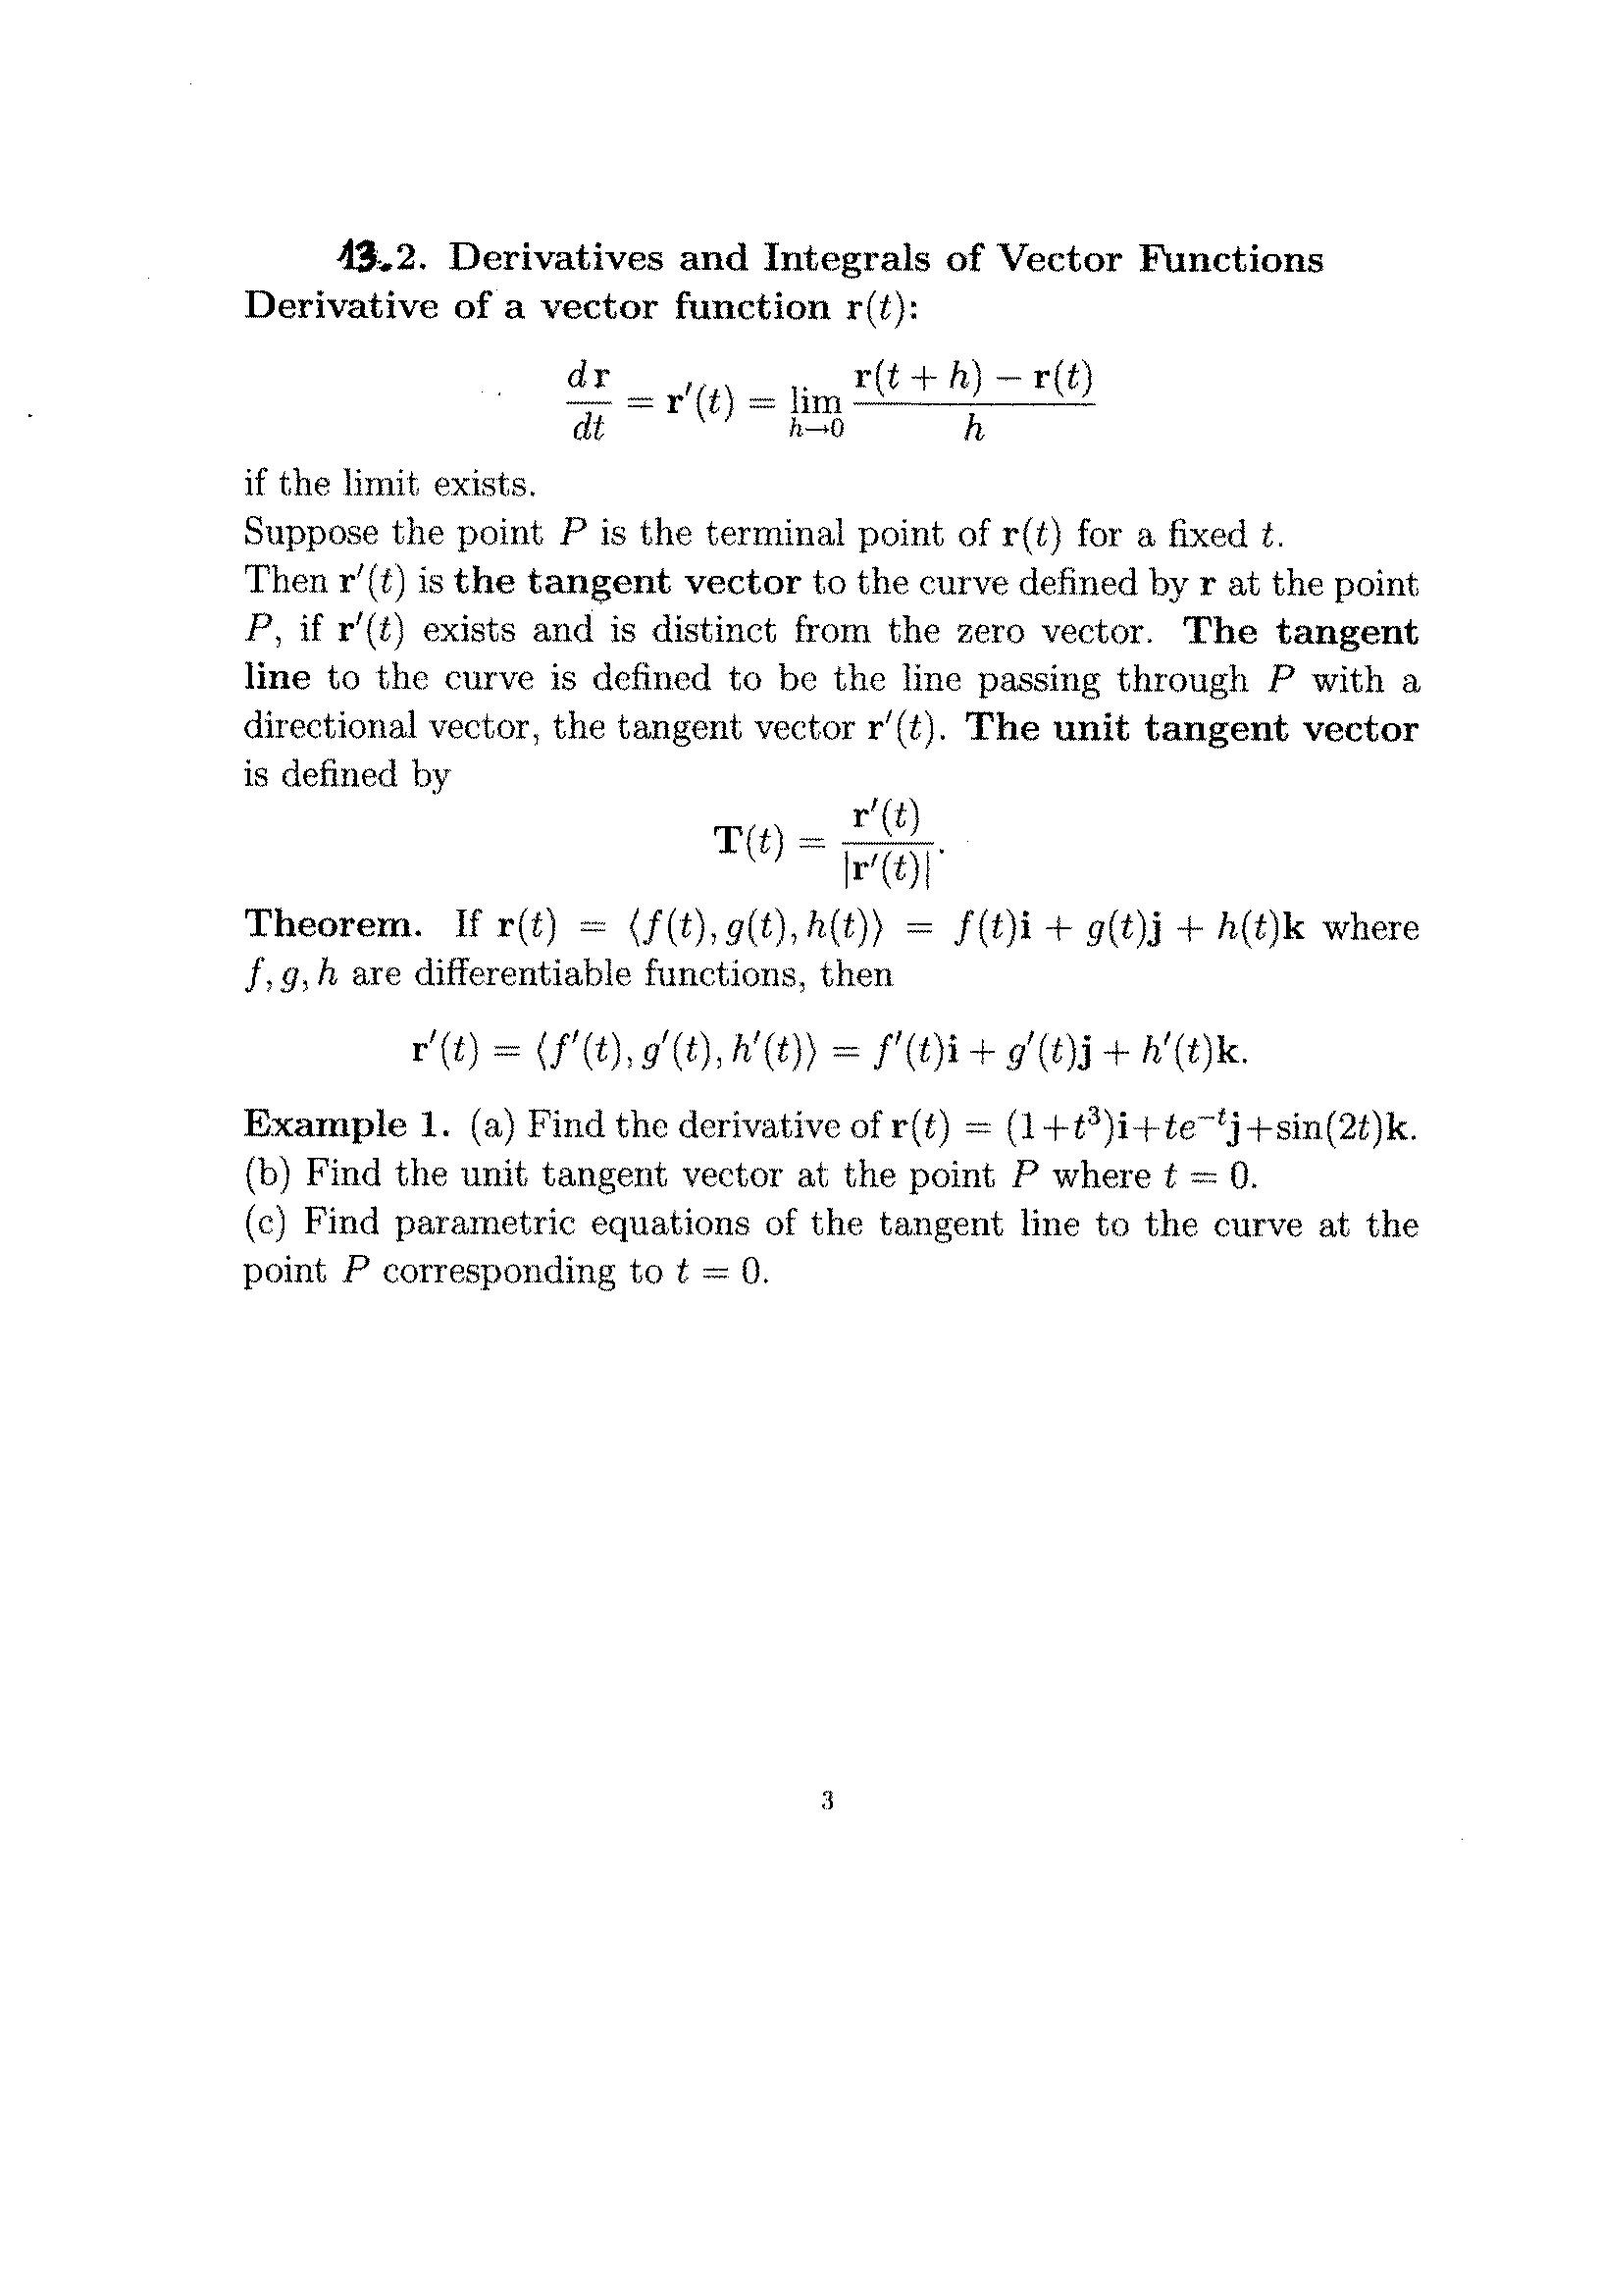 13.2. Derivatives and Integrals of Vector Functions
Derivative of a vector function r(t):
dr/dt = r′(t) = lim h→0 (r(t + h) − r(t))/h
if the limit exists.
Suppose the point P is the terminal point of r(t) for a fixed t.
Then r′(t) is the tangent vector to the curve defined by r at the point
P, if r′(t) exists and is distinct from the zero vector. The tangent
line to the curve is defined to be the line passing through P with a
directional vector, the tangent vector r′(t). The unit tangent vector
is defined by
T(t) = r′(t)/|r′(t)|.
Theorem. If r(t) = ⟨f(t), g(t), h(t)⟩ = f(t)i + g(t)j + h(t)k where
f, g, h are differentiable functions, then
r′(t) = ⟨f′(t), g′(t), h′(t)⟩ = f′(t)i + g′(t)j + h′(t)k.
Example 1. (a) Find the derivative of r(t) = (1+t³)i+te⁻ᵗj+sin(2t)k.
(b) Find the unit tangent vector at the point P where t = 0.
(c) Find parametric equations of the tangent line to the curve at the
point P corresponding to t = 0.
3